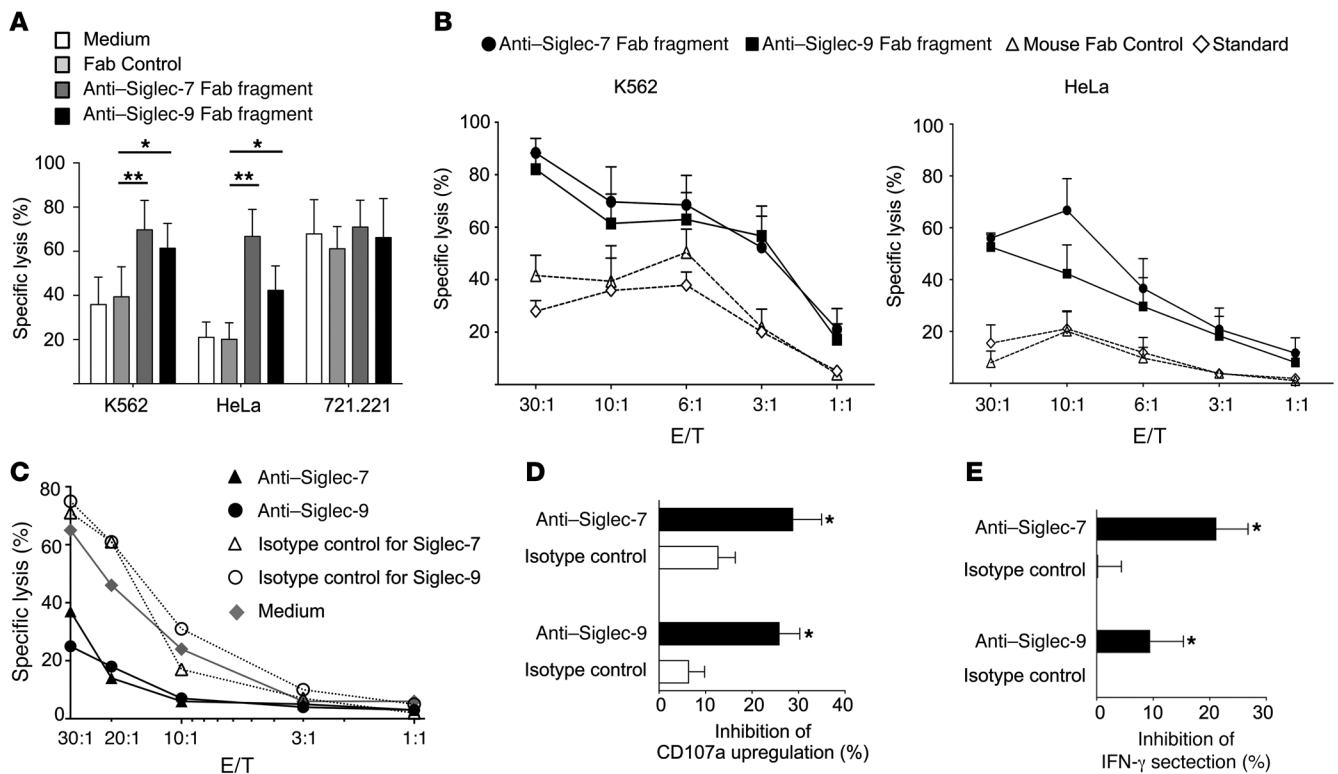 A
Medium
Fab Control
Anti–Siglec-7 Fab fragment
Anti–Siglec-9 Fab fragment
* *
** **
100
80
60
40
20
Specific lysis (%)
K562 HeLa 721.221
B
Anti–Siglec-7 Fab fragment Anti–Siglec-9 Fab fragment Mouse Fab Control Standard
K562
100
80
60
40
20
Specific lysis (%)
30:1 10:1 6:1 3:1 1:1
E/T
HeLa
100
80
60
40
20
Specific lysis (%)
30:1 10:1 6:1 3:1 1:1
E/T
C
80
60
40
20
0
Specific lysis (%)
Anti–Siglec-7
Anti–Siglec-9
Isotype control for Siglec-7
Isotype control for Siglec-9
Medium
30:1 20:1 10:1 3:1 1:1
E/T
D
Anti–Siglec-7 *
Isotype control
Anti–Siglec-9 *
Isotype control
0 10 20 30 40
Inhibition of
CD107a upregulation (%)
E
Anti–Siglec-7 *
Isotype control
Anti–Siglec-9 *
Isotype control
0 10 20 30
Inhibition of
IFN-γ sectection (%)